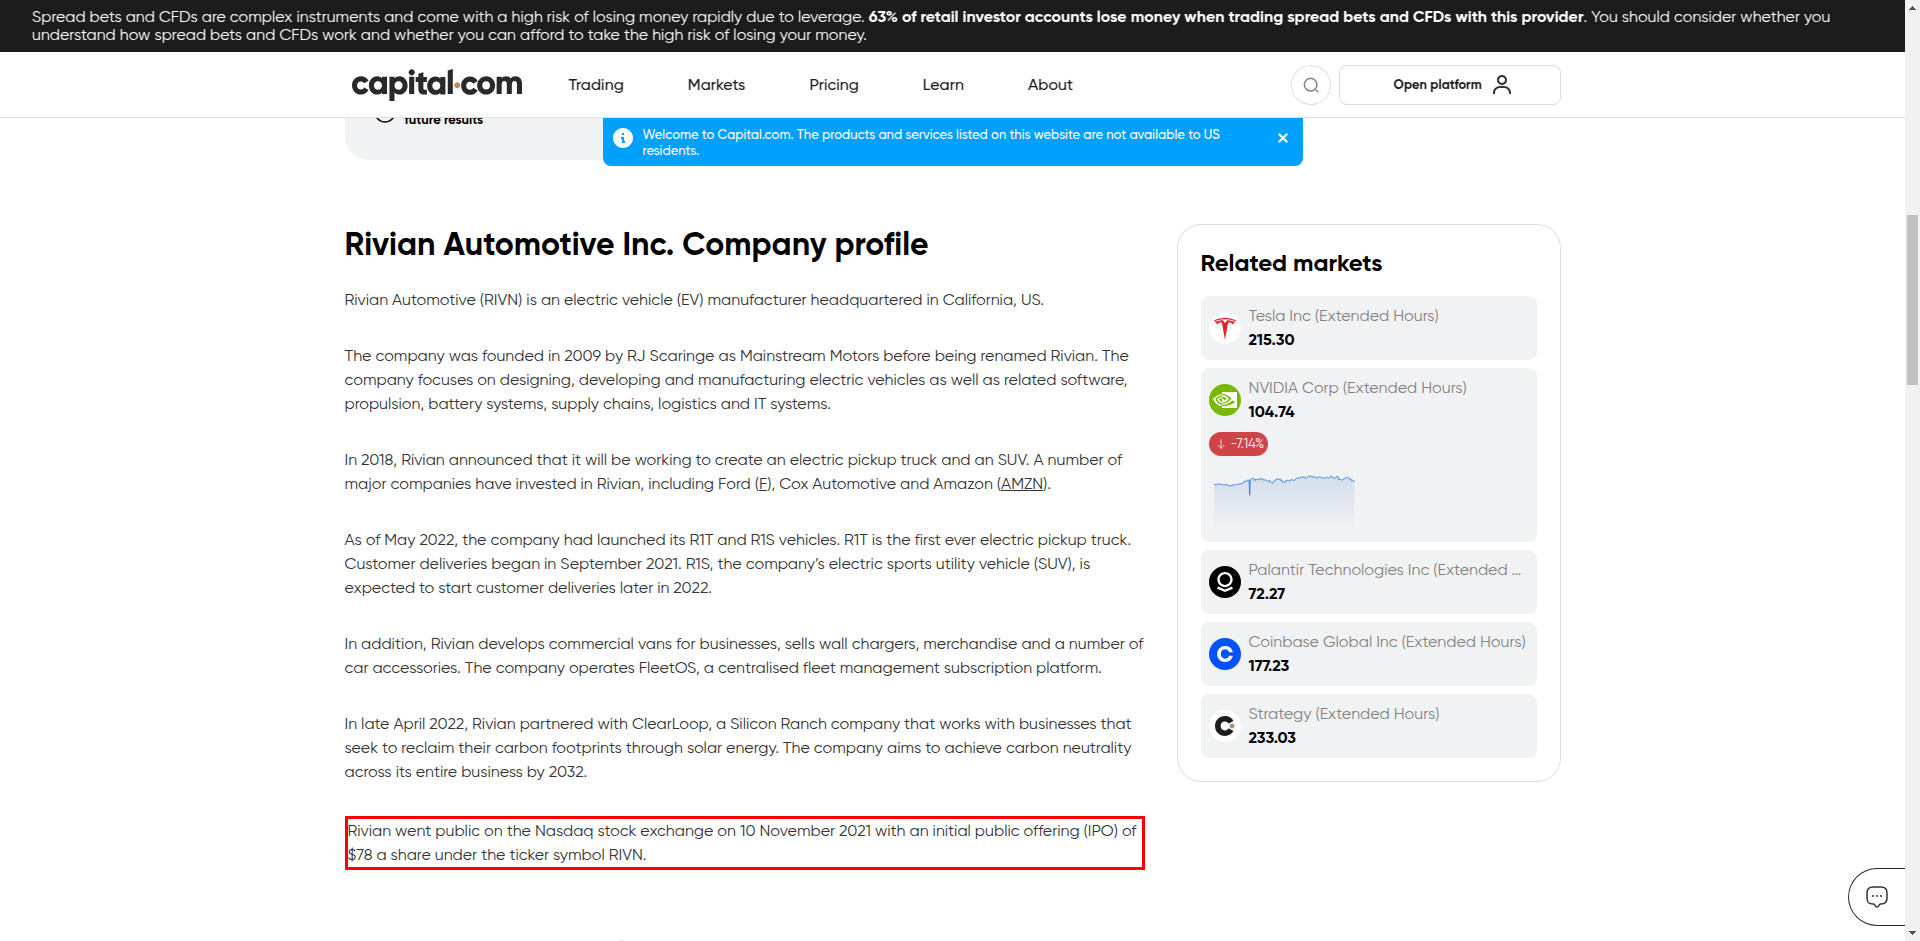 Spread bets and CFDs are complex instruments and come with a high risk of losing money rapidly due to leverage. 63% of retail investor accounts lose money when trading spread bets and CFDs with this provider. You should consider whether you
understand how spread bets and CFDs work and whether you can afford to take the high risk of losing your money.
capital.com
Trading
Markets
Pricing
Learn
About
Open platform
future results
Welcome to Capital.com. The products and services listed on this website are not available to US
residents.
Rivian Automotive Inc. Company profile
Rivian Automotive (RIVN) is an electric vehicle (EV) manufacturer headquartered in California, US.
The company was founded in 2009 by RJ Scaringe as Mainstream Motors before being renamed Rivian. The
company focuses on designing, developing and manufacturing electric vehicles as well as related software,
propulsion, battery systems, supply chains, logistics and IT systems.
In 2018, Rivian announced that it will be working to create an electric pickup truck and an SUV. A number of
major companies have invested in Rivian, including Ford (F), Cox Automotive and Amazon (AMZN).
As of May 2022, the company had launched its R1T and R1S vehicles. R1T is the first ever electric pickup truck.
Customer deliveries began in September 2021. R1S, the company’s electric sports utility vehicle (SUV), is
expected to start customer deliveries later in 2022.
In addition, Rivian develops commercial vans for businesses, sells wall chargers, merchandise and a number of
car accessories. The company operates FleetOS, a centralised fleet management subscription platform.
In late April 2022, Rivian partnered with ClearLoop, a Silicon Ranch company that works with businesses that
seek to reclaim their carbon footprints through solar energy. The company aims to achieve carbon neutrality
across its entire business by 2032.
Rivian went public on the Nasdaq stock exchange on 10 November 2021 with an initial public offering (IPO) of
$78 a share under the ticker symbol RIVN.
Related markets
Tesla Inc (Extended Hours)
215.30
NVIDIA Corp (Extended Hours)
104.74
↓ -7.14%
Palantir Technologies Inc (Extended ...
72.27
Coinbase Global Inc (Extended Hours)
177.23
Strategy (Extended Hours)
233.03